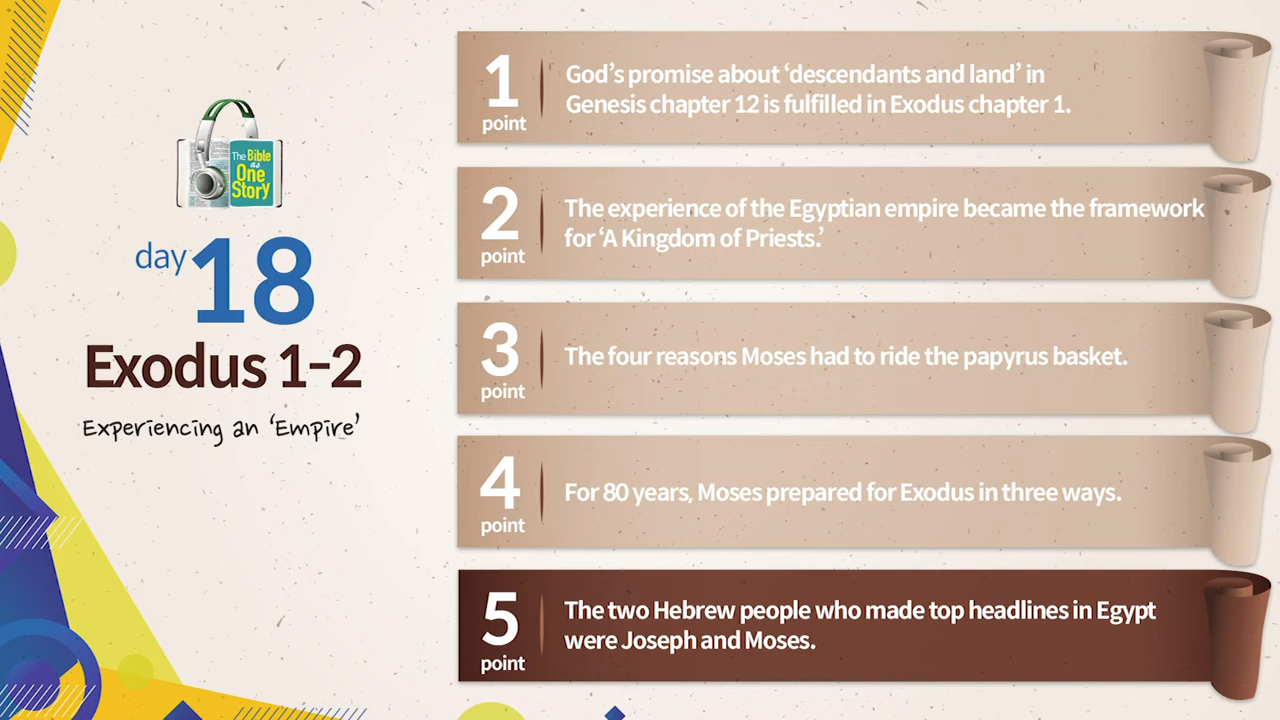 The Bible
as
One
Story
day 18
Exodus 1-2
Experiencing an ‘Empire’
1
point
God’s promise about ‘descendants and land’ in
Genesis chapter 12 is fulfilled in Exodus chapter 1.
2
point
The experience of the Egyptian empire became the framework
for ‘A Kingdom of Priests.’
3
point
The four reasons Moses had to ride the papyrus basket.
4
point
For 80 years, Moses prepared for Exodus in three ways.
5
point
The two Hebrew people who made top headlines in Egypt
were Joseph and Moses.